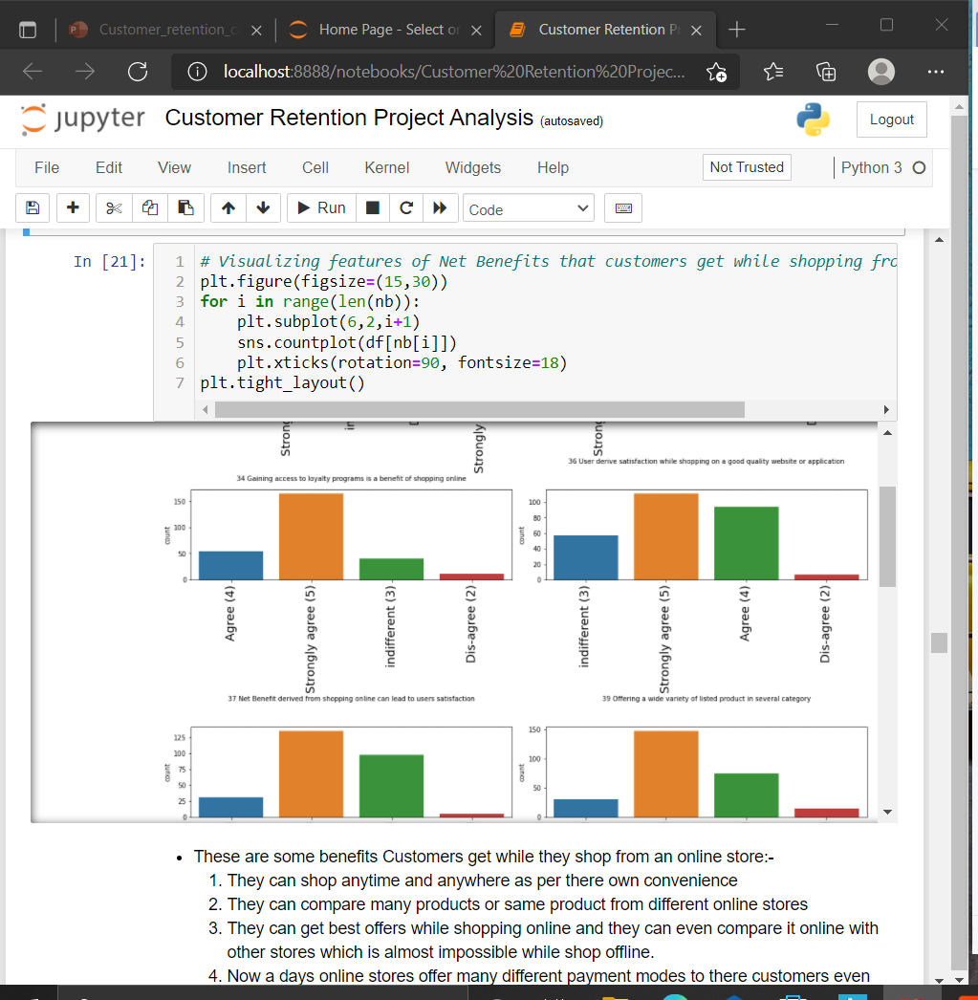 Customer_retention_c
Home Page - Select or
Customer Retention P
localhost:8888/notebooks/Customer%20Retention%20Projec...
jupyter Customer Retention Project Analysis (autosaved)
Logout
File Edit View Insert Cell Kernel Widgets Help
Not Trusted
Python 3
Run
Code
In [21]:
1 # Visualizing features of Net Benefits that customers get while shopping fro
2 plt.figure(figsize=(15,30))
3 for i in range(len(nb)):
4 plt.subplot(6,2,i+1)
5 sns.countplot(df[nb[i]])
6 plt.xticks(rotation=90, fontsize=18)
7 plt.tight_layout()
Strong
in
Strongly
Strong
34 Gaining access to loyalty programs is a benefit of shopping online
count
150
100
50
0
Agree (4)
Strongly agree (5)
indifferent (3)
Dis-agree (2)
36 User derive satisfaction while shopping on a good quality website or application
count
100
80
60
40
20
0
indifferent (3)
Strongly agree (5)
Agree (4)
Dis-agree (2)
37 Net Benefit derived from shopping online can lead to users satisfaction
count
125
100
75
50
25
0
39 Offering a wide variety of listed product in several category
count
150
100
50
0
• These are some benefits Customers get while they shop from an online store:-
1. They can shop anytime and anywhere as per there own convenience
2. They can compare many products or same product from different online stores
3. They can get best offers while shopping online and they can even compare it online with
other stores which is almost impossible while shop offline.
4. Now a days online stores offer many different payment modes to there customers even